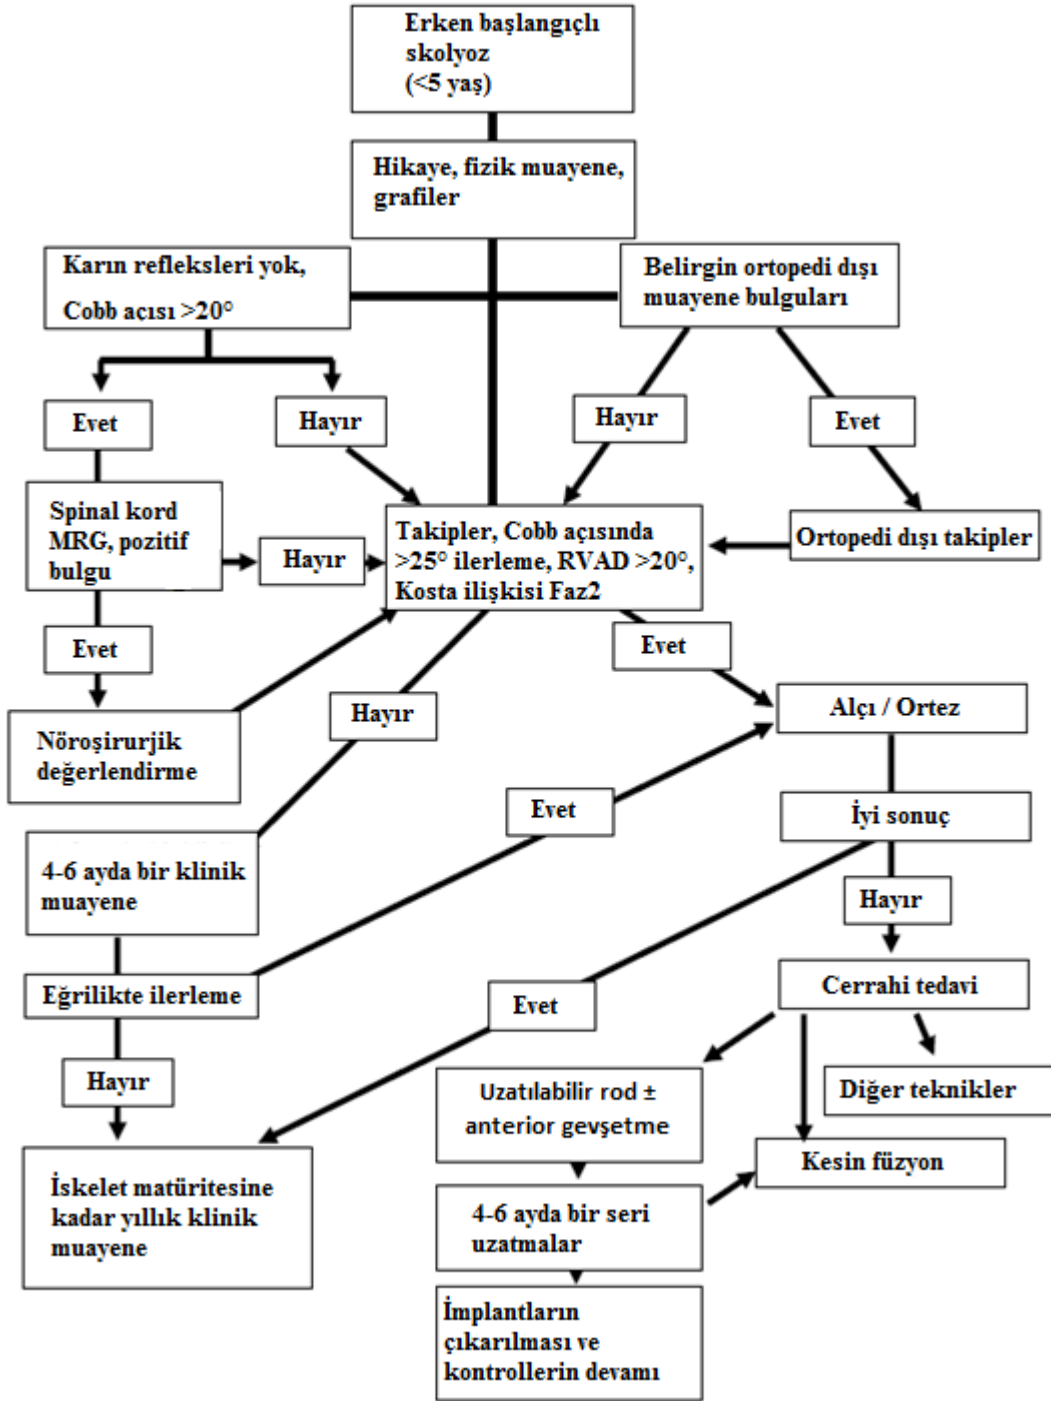 Erken başlangıçlı
skolyoz
(<5 yaş)
Hikaye, fizik muayene,
grafiler
Karın refleksleri yok,
Cobb açısı >20°
Belirgin ortopedi dışı
muayene bulguları
Evet
Hayır
Hayır
Evet
Spinal kord
MRG, pozitif
bulgu
Hayır
Takipler, Cobb açısında
>25° ilerleme, RVAD >20°,
Kosta ilişkisi Faz2
Ortopedi dışı takipler
Evet
Evet
Nöroşirurjik
değerlendirme
Hayır
Alçı / Ortez
Evet
İyi sonuç
4-6 ayda bir klinik
muayene
Hayır
Eğrilikte ilerleme
Evet
Cerrahi tedavi
Hayır
Uzatılabilir rod ±
anterior gevşetme
Diğer teknikler
Kesin füzyon
İskelet matüritesine
kadar yıllık klinik
muayene
4-6 ayda bir seri
uzatmalar
İmplantların
çıkarılması ve
kontrollerin devamı